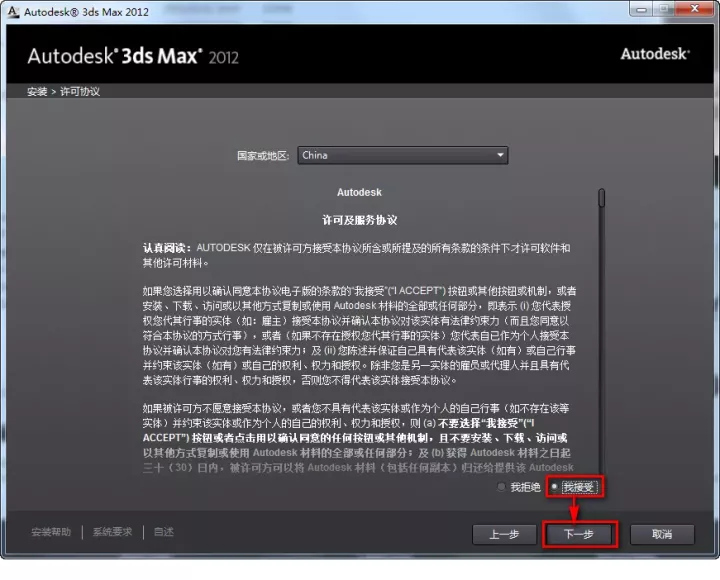 Autodesk® 3ds Max 2012
Autodesk® 3ds Max® 2012
Autodesk®
安装 > 许可协议
国家或地区: China
Autodesk
许可及服务协议
认真阅读：AUTODESK 仅在被许可方接受本协议所含或所提及的所有条款的条件下才许可软件和
其他许可材料。
如果您选择用以确认同意本协议电子版的条款的“我接受”(“I ACCEPT”) 按钮或其他按钮或机制，或者
安装、下载、访问或以其他方式复制或使用 Autodesk 材料的全部或任何部分，即表示 (i) 您代表授
权您代其行事的实体（如：雇主）接受本协议并确认本协议对该实体有法律约束力（而且您同意以
符合本协议的方式行事），或者（如果不存在授权您代其行事的实体）您代表自己作为个人接受本
协议并确认本协议对您有法律约束力；及 (ii) 您陈述并保证自己具有代表该实体（如有）或自己行事
并约束该实体（如有）或自己的权利、权力和授权。除非您是另一实体的雇员或代理人并且具有代
表该实体行事的权利、权力和授权，否则您不得代表该实体接受本协议。
如果被许可方不愿意接受本协议，或者您不具有代表该实体或作为个人的自己行事（如不存在该等
实体）并约束该实体或作为个人的自己的权利、权力和授权，则 (a) 不要选择“我接受”(“I
ACCEPT”) 按钮或者点击用以确认同意的任何按钮或其他机制，且不要安装、下载、访问或
以其他方式复制或使用 Autodesk 材料的全部或任何部分；及 (b) 获得 Autodesk 材料之日起
三十（30）日内，被许可方可以将 Autodesk 材料（包括任何副本）归还给提供该 Autodesk
我拒绝 我接受
安装帮助 系统要求 自述
上一步 下一步 取消